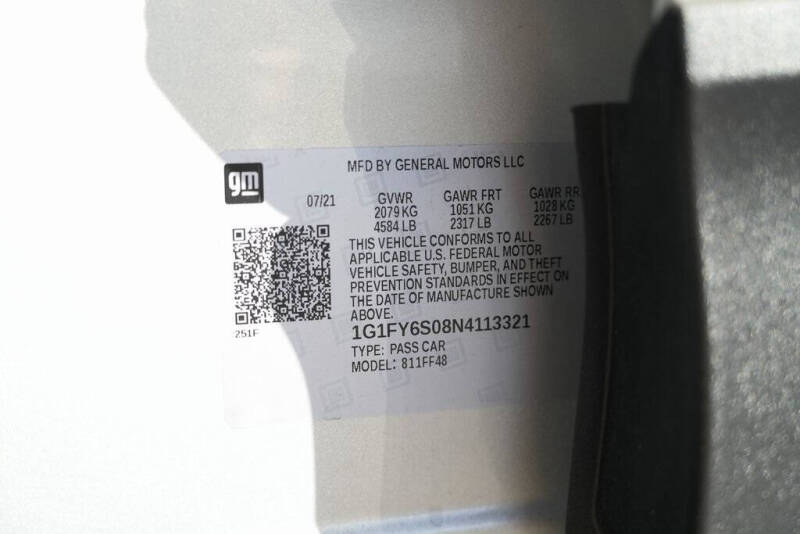 MFD BY GENERAL MOTORS LLC
gm
07/21 GVWR GAWR FRT GAWR RR
2079 KG 1051 KG 1028 KG
4584 LB 2317 LB 2267 LB
THIS VEHICLE CONFORMS TO ALL
APPLICABLE U.S. FEDERAL MOTOR
VEHICLE SAFETY, BUMPER, AND THEFT
PREVENTION STANDARDS IN EFFECT ON
THE DATE OF MANUFACTURE SHOWN
ABOVE.
251F
1G1FY6S08N4113321
TYPE: PASS CAR
MODEL: 811FF48